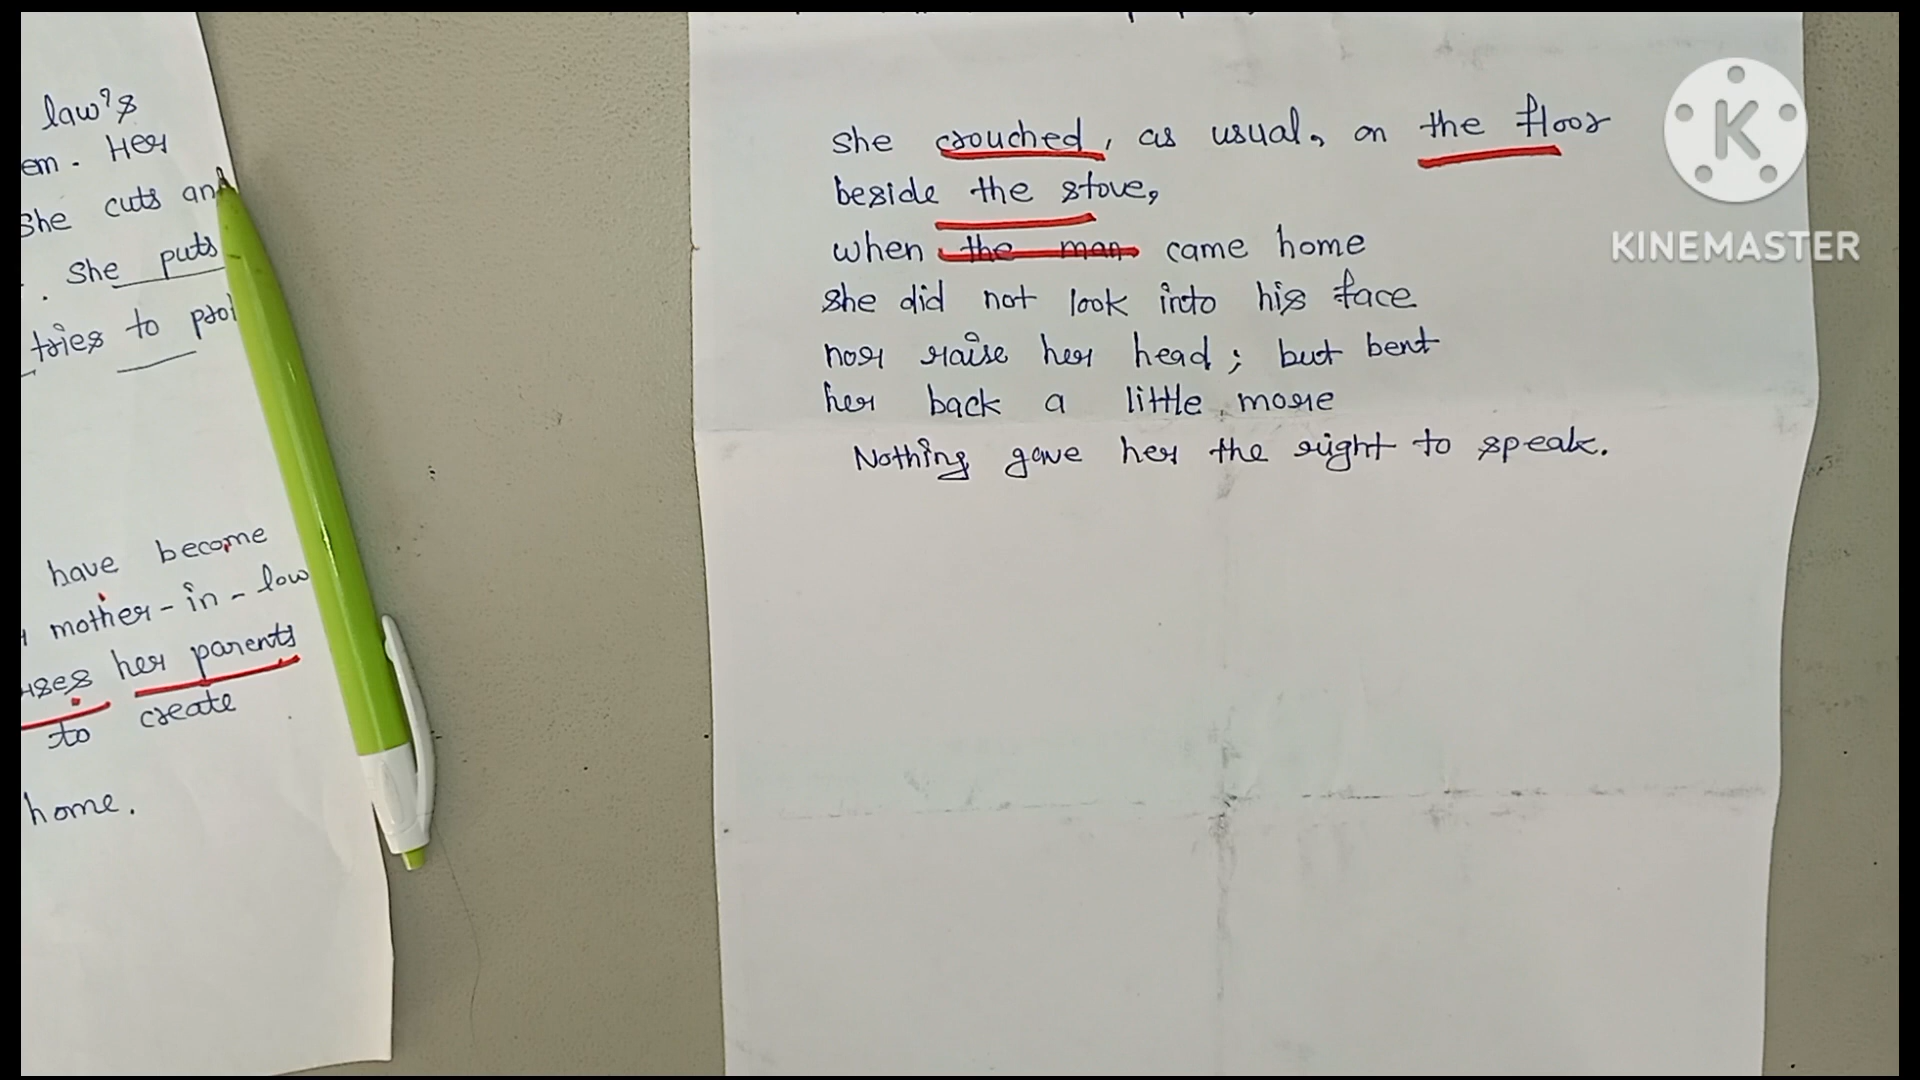 law's
em. Her
She cuts an
. She puts
tries to pro
have become
mother-in-law
her parents
to create
home.
She crouched, as usual, on the floor
beside the stove,
when the man came home
she did not look into his face
nor raise her head; but bent
her back a little more
Nothing gave her the right to speak.
KINEMASTER